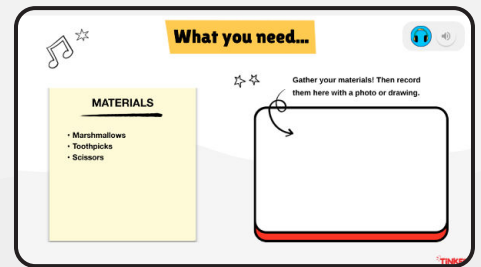 What you need...
MATERIALS
• Marshmallows
• Toothpicks
• Scissors
Gather your materials! Then record
them here with a photo or drawing.